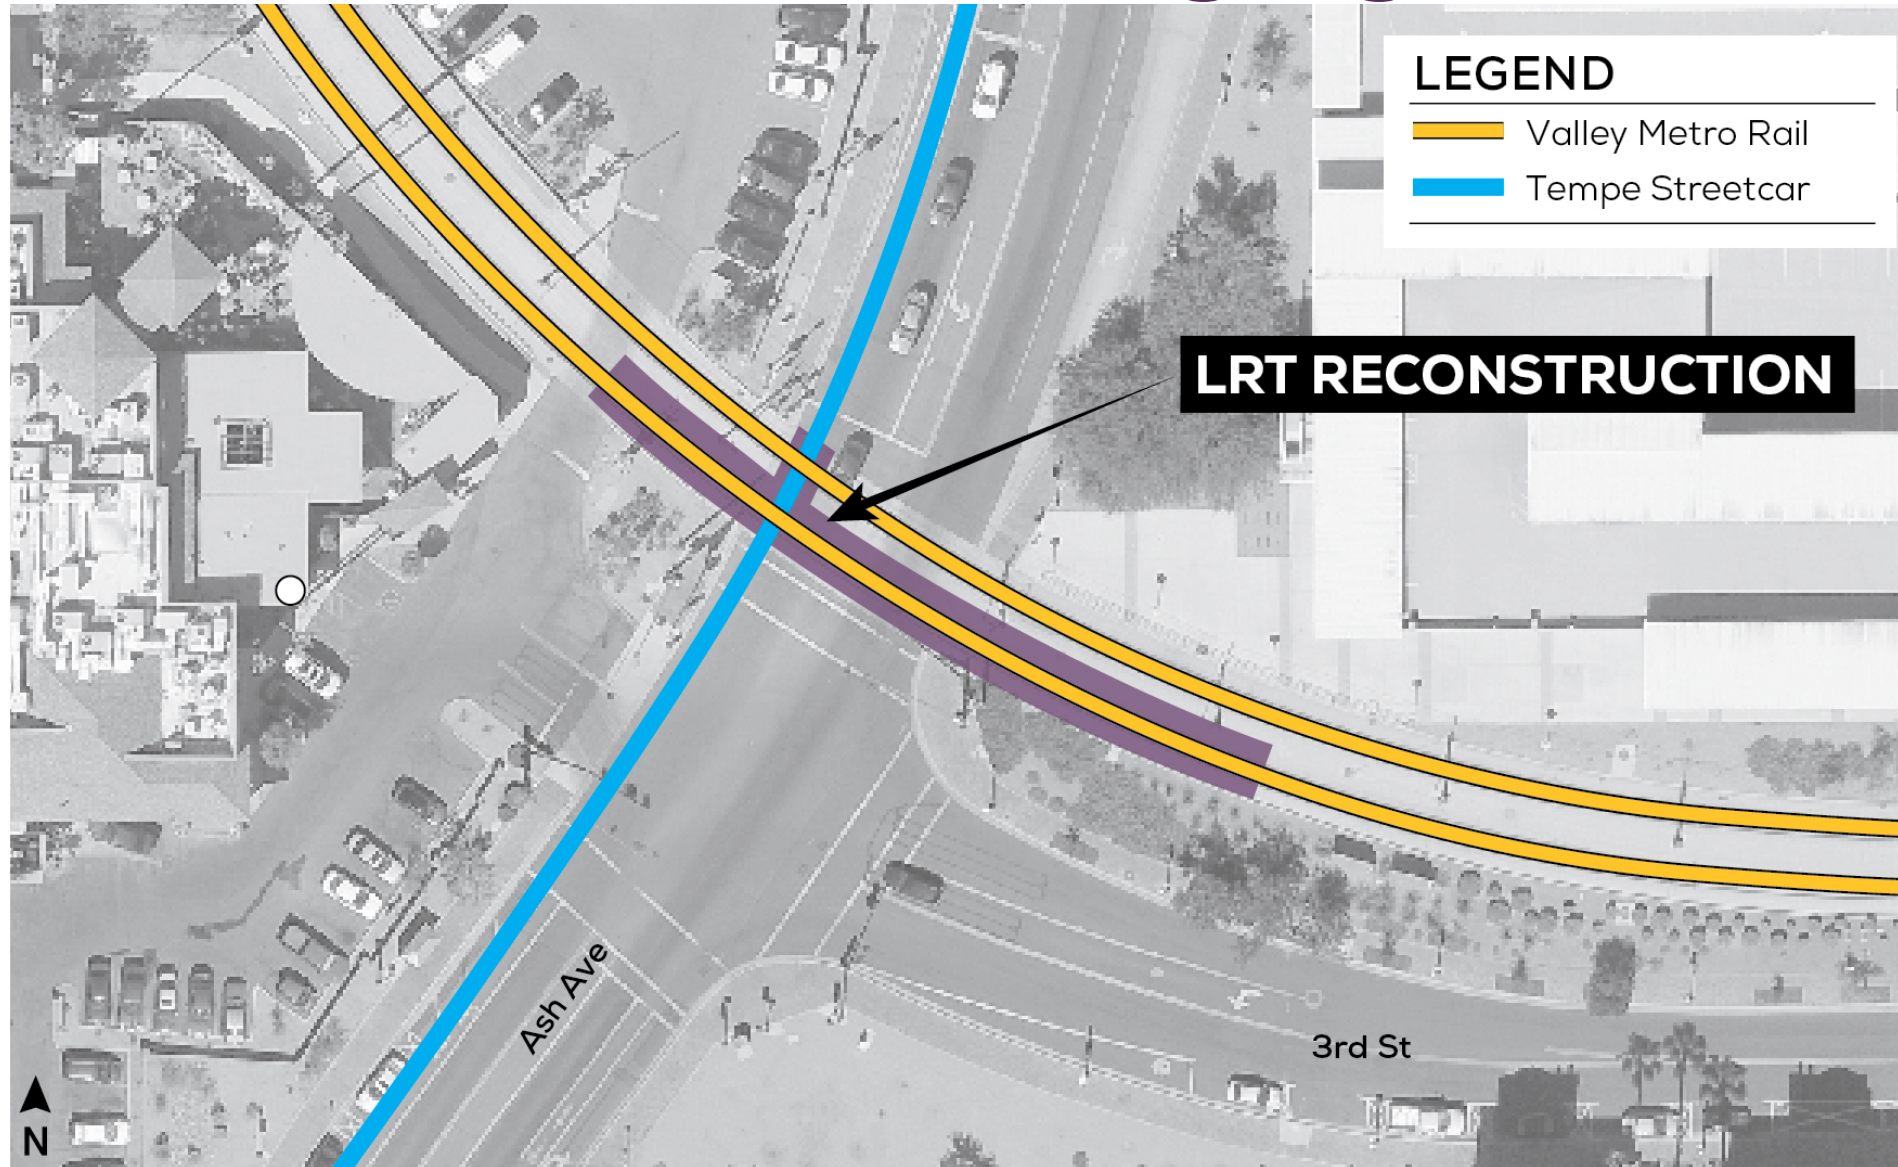 LEGEND
Valley Metro Rail
Tempe Streetcar
LRT RECONSTRUCTION
Ash Ave
3rd St
N